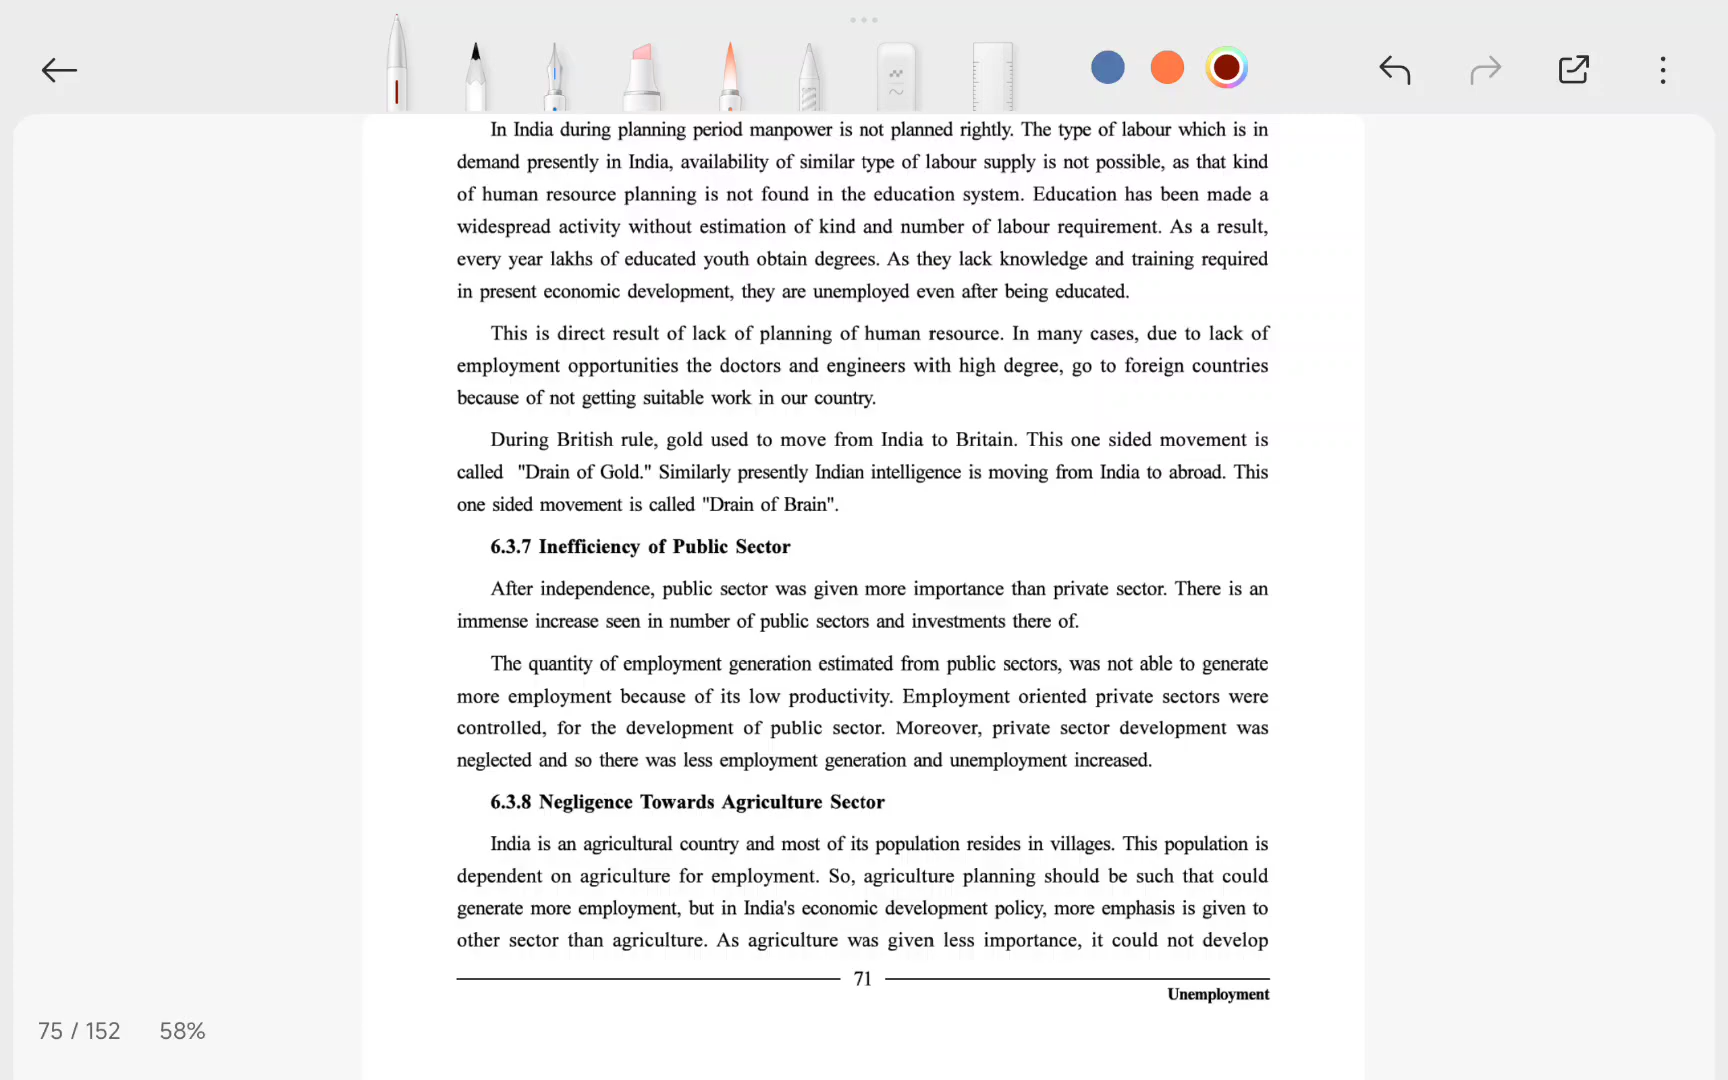 In India during planning period manpower is not planned rightly. The type of labour which is in
demand presently in India, availability of similar type of labour supply is not possible, as that kind
of human resource planning is not found in the education system. Education has been made a
widespread activity without estimation of kind and number of labour requirement. As a result,
every year lakhs of educated youth obtain degrees. As they lack knowledge and training required
in present economic development, they are unemployed even after being educated.
This is direct result of lack of planning of human resource. In many cases, due to lack of
employment opportunities the doctors and engineers with high degree, go to foreign countries
because of not getting suitable work in our country.
During British rule, gold used to move from India to Britain. This one sided movement is
called "Drain of Gold." Similarly presently Indian intelligence is moving from India to abroad. This
one sided movement is called "Drain of Brain".
6.3.7 Inefficiency of Public Sector
After independence, public sector was given more importance than private sector. There is an
immense increase seen in number of public sectors and investments there of.
The quantity of employment generation estimated from public sectors, was not able to generate
more employment because of its low productivity. Employment oriented private sectors were
controlled, for the development of public sector. Moreover, private sector development was
neglected and so there was less employment generation and unemployment increased.
6.3.8 Negligence Towards Agriculture Sector
India is an agricultural country and most of its population resides in villages. This population is
dependent on agriculture for employment. So, agriculture planning should be such that could
generate more employment, but in India's economic development policy, more emphasis is given to
other sector than agriculture. As agriculture was given less importance, it could not develop
71
Unemployment
75 / 152 58%